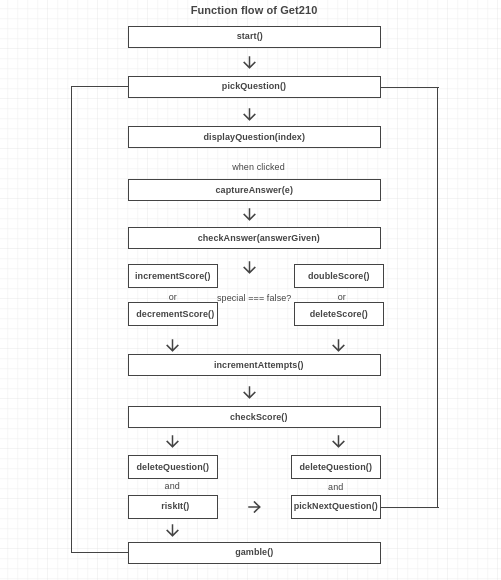 Function flow of Get210
start()
pickQuestion()
displayQuestion(index)
when clicked
captureAnswer(e)
checkAnswer(answerGiven)
incrementScore()
doubleScore()
or
special === false?
or
decrementScore()
deleteScore()
incrementAttempts()
checkScore()
deleteQuestion()
deleteQuestion()
and
and
riskIt()
pickNextQuestion()
gamble()